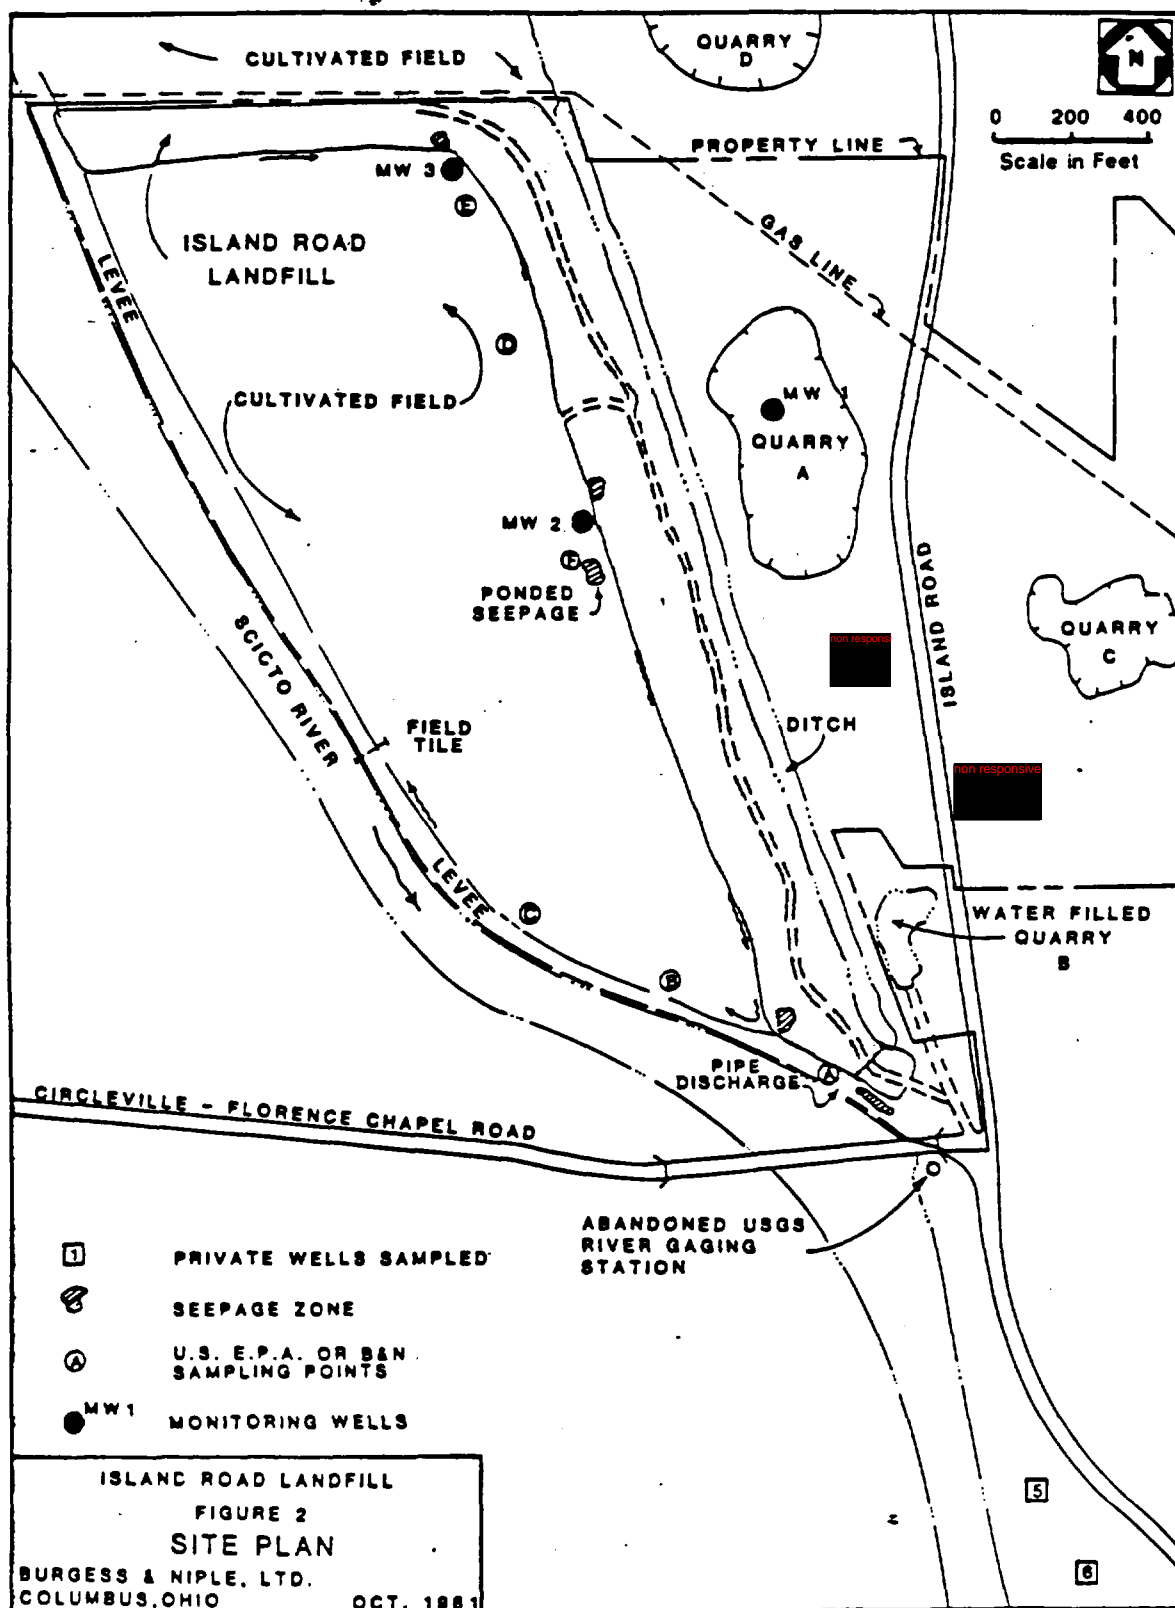 CULTIVATED FIELD
QUARRY
D
N
0 200 400
Scale in Feet
PROPERTY LINE
MW 3
E
ISLAND ROAD
LANDFILL
GAS LINE
LEVEE
D
CULTIVATED FIELD
MW 1
QUARRY
A
MW 2
F
PONDED
SEEPAGE
ISLAND ROAD
QUARRY
C
non responsi
SCIOTO RIVER
FIELD
TILE
DITCH
non responsive
LEVEE
C
WATER FILLED
QUARRY
B
B
PIPE
DISCHARGE
A
CIRCLEVILLE - FLORENCE CHAPEL ROAD
ABANDONED USGS
RIVER GAGING
STATION
1 PRIVATE WELLS SAMPLED
SEEPAGE ZONE
A U.S. E.P.A. OR B&N
SAMPLING POINTS
MW 1 MONITORING WELLS
5
6
ISLAND ROAD LANDFILL
FIGURE 2
SITE PLAN
BURGESS & NIPLE, LTD.
COLUMBUS, OHIO OCT. 1981